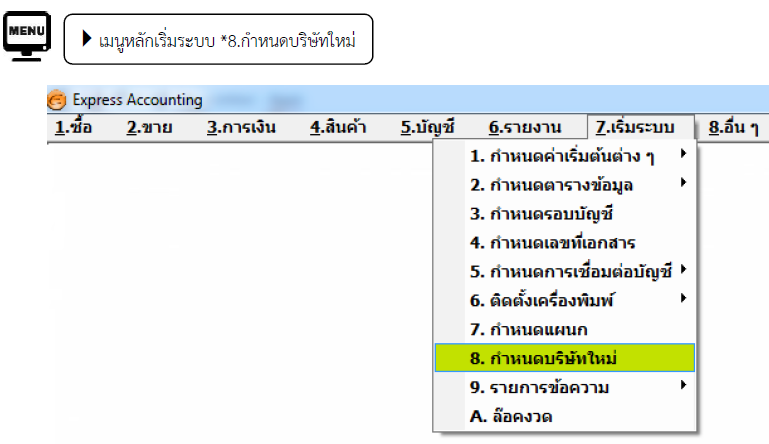 MENU
เมนูหลักเริ่มระบบ *8.กำหนดบริษัทใหม่
Express Accounting
1.ซื้อ 2.ขาย 3.การเงิน 4.สินค้า 5.บัญชี 6.รายงาน 7.เริ่มระบบ 8.อื่น ๆ
1. กำหนดค่าเริ่มต้นต่าง ๆ
2. กำหนดตารางข้อมูล
3. กำหนดรอบบัญชี
4. กำหนดเลขที่เอกสาร
5. กำหนดการเชื่อมต่อบัญชี
6. ติดตั้งเครื่องพิมพ์
7. กำหนดแผนก
8. กำหนดบริษัทใหม่
9. รายการข้อความ
A. ล๊อคงวด